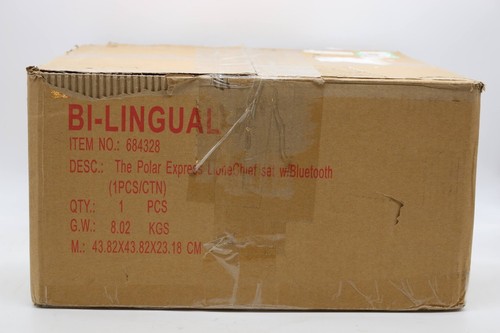 BI-LINGUAL
ITEM NO.: 684328
DESC.: The Polar Express LionelChief set w/Bluetooth
(1PCS/CTN)
QTY.: 1 PCS
G.W.: 8.02 KGS
M.: 43.82X43.82X23.18 CM